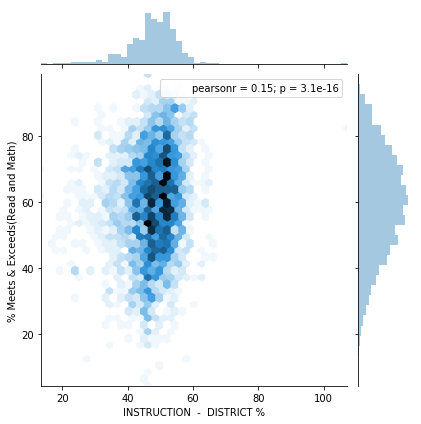 pearsonr = 0.15; p = 3.1e-16
80
60
40
20
% Meets & Exceeds(Read and Math)
20 40 60 80 100
INSTRUCTION - DISTRICT %